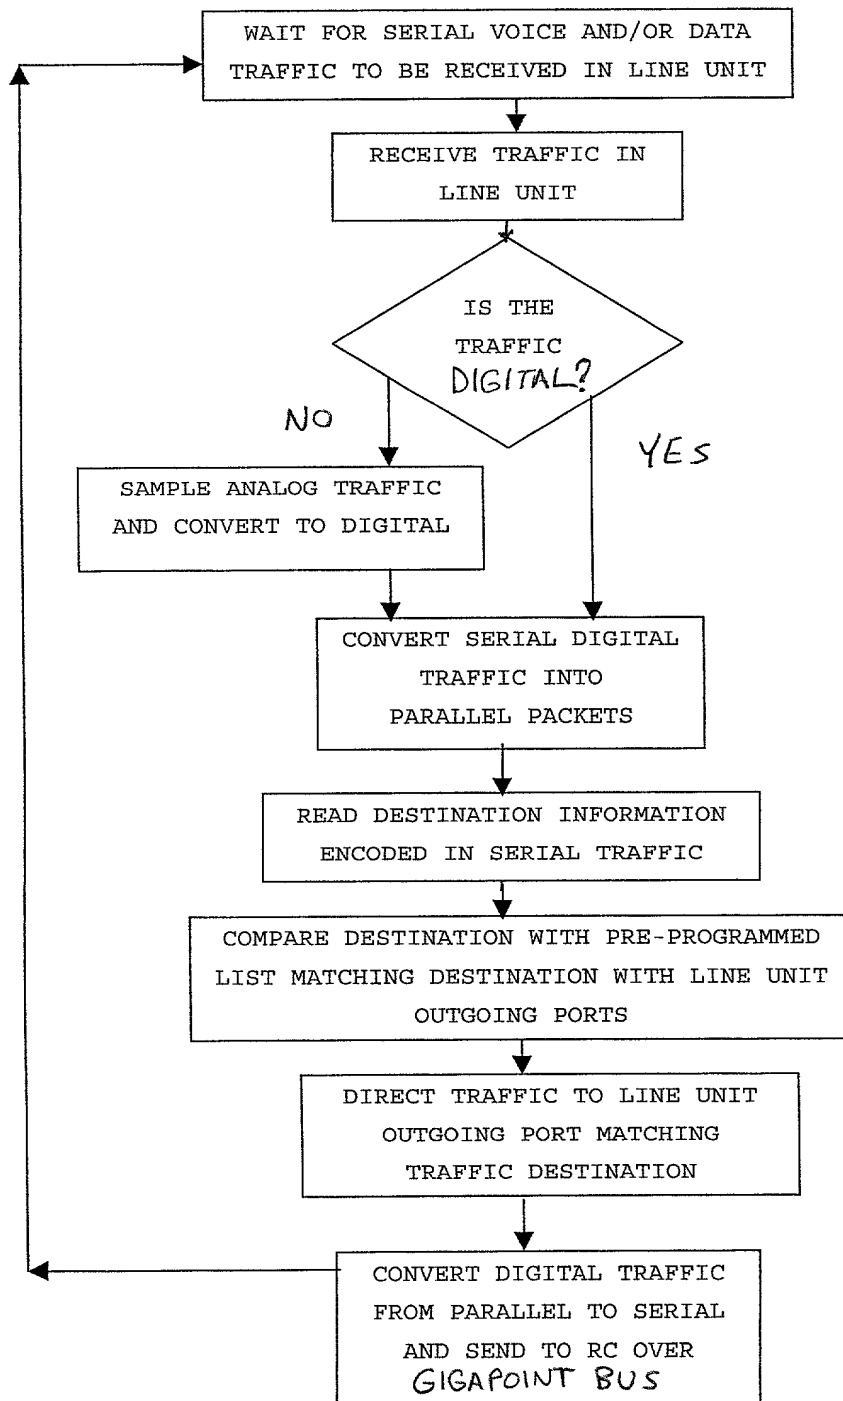 WAIT FOR SERIAL VOICE AND/OR DATA
TRAFFIC TO BE RECEIVED IN LINE UNIT
RECEIVE TRAFFIC IN
LINE UNIT
IS THE
TRAFFIC
DIGITAL?
NO
YES
SAMPLE ANALOG TRAFFIC
AND CONVERT TO DIGITAL
CONVERT SERIAL DIGITAL
TRAFFIC INTO
PARALLEL PACKETS
READ DESTINATION INFORMATION
ENCODED IN SERIAL TRAFFIC
COMPARE DESTINATION WITH PRE-PROGRAMMED
LIST MATCHING DESTINATION WITH LINE UNIT
OUTGOING PORTS
DIRECT TRAFFIC TO LINE UNIT
OUTGOING PORT MATCHING
TRAFFIC DESTINATION
CONVERT DIGITAL TRAFFIC
FROM PARALLEL TO SERIAL
AND SEND TO RC OVER
GIGAPOINT BUS